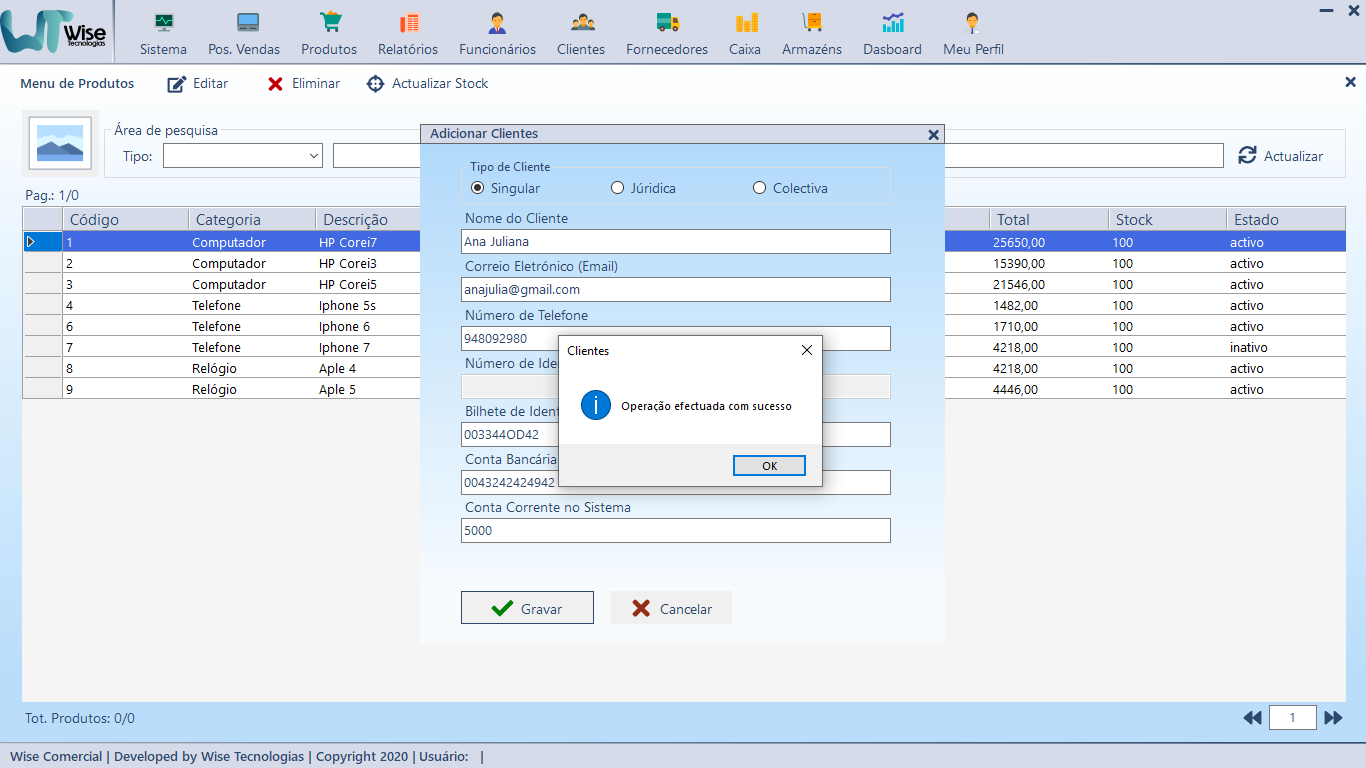 WT Wise
Tecnologias
Sistema Pos. Vendas Produtos Relatórios Funcionários Clientes Fornecedores Caixa Armazéns Dasboard Meu Perfil
Menu de Produtos Editar Eliminar Actualizar Stock
Área de pesquisa
Tipo: Actualizar
Pag.: 1/0
Código Categoria Descrição Total Stock Estado
1 Computador HP Corei7 25650,00 100 activo
2 Computador HP Corei3 15390,00 100 activo
3 Computador HP Corei5 21546,00 100 activo
4 Telefone Iphone 5s 1482,00 100 activo
6 Telefone Iphone 6 1710,00 100 activo
7 Telefone Iphone 7 4218,00 100 inativo
8 Relógio Aple 4 4218,00 100 activo
9 Relógio Aple 5 4446,00 100 activo
Adicionar Clientes
Tipo de Cliente
Singular Júridica Colectiva
Nome do Cliente
Ana Juliana
Correio Eletrónico (Email)
anajulia@gmail.com
Número de Telefone
948092980
Número de Ide
Bilhete de Ident
003344OD42
Conta Bancária
0043242424942
Conta Corrente no Sistema
5000
Gravar Cancelar
Clientes
Operação efectuada com sucesso
OK
Tot. Produtos: 0/0 1
Wise Comercial | Developed by Wise Tecnologias | Copyright 2020 | Usuário: |